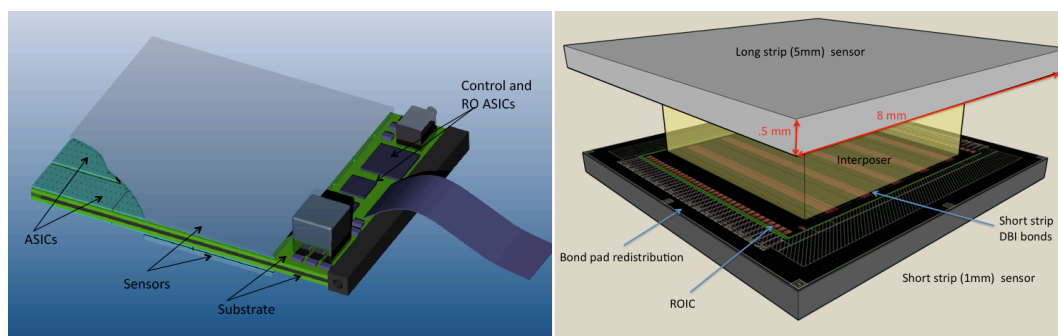 Control and
RO ASICs
ASICs
Sensors
Substrate
Long strip (5mm) sensor
.5 mm
8 mm
Interposer
Short strip
DBI bonds
Bond pad redistribution
ROIC
Short strip (1mm) sensor